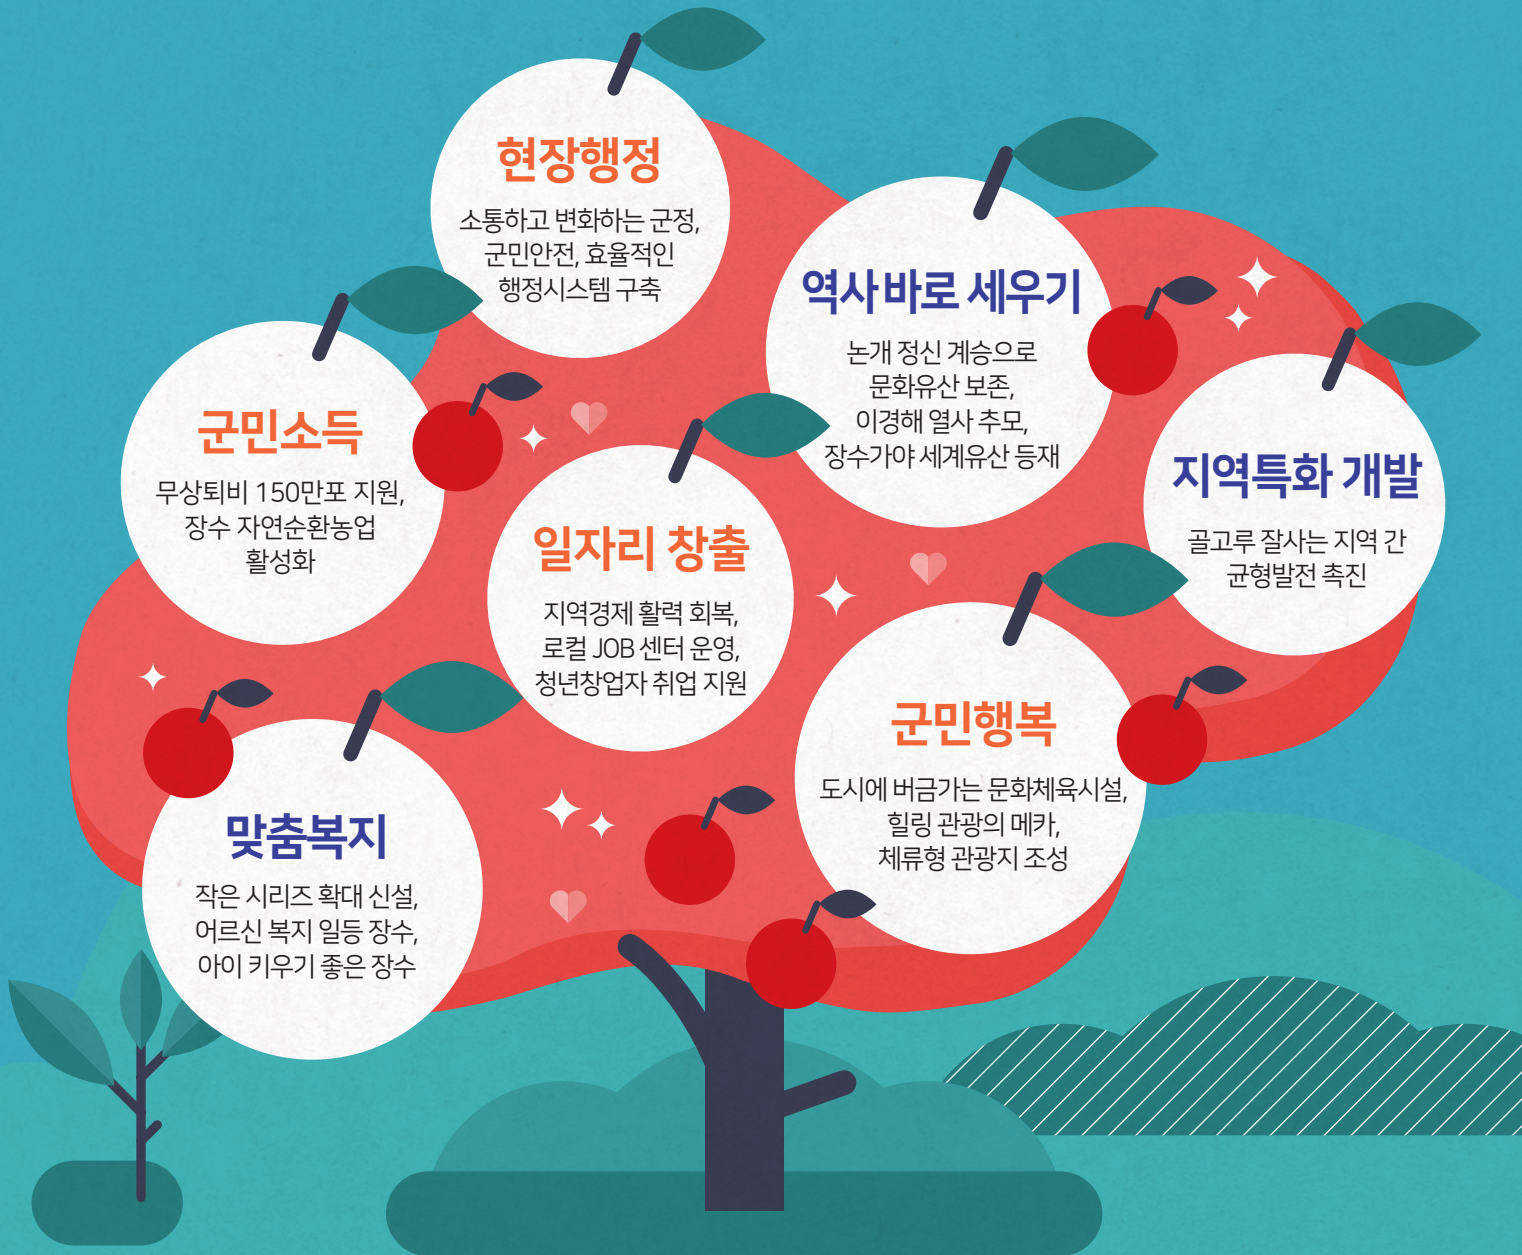 현장행정
소통하고 변화하는 군정,
군민안전, 효율적인
행정시스템 구축
역사 바로 세우기
논개 정신 계승으로
문화유산 보존,
이경해 열사 추모,
장수가야 세계유산 등재
군민소득
무상퇴비 150만포 지원,
장수 자연순환농업
활성화
지역특화 개발
골고루 잘사는 지역 간
균형발전 촉진
일자리 창출
지역경제 활력 회복,
로컬 JOB 센터 운영,
청년창업자 취업 지원
군민행복
도시에 버금가는 문화체육시설,
힐링 관광의 메카,
체류형 관광지 조성
맞춤복지
작은 시리즈 확대 신설,
어르신 복지 일등 장수,
아이 키우기 좋은 장수